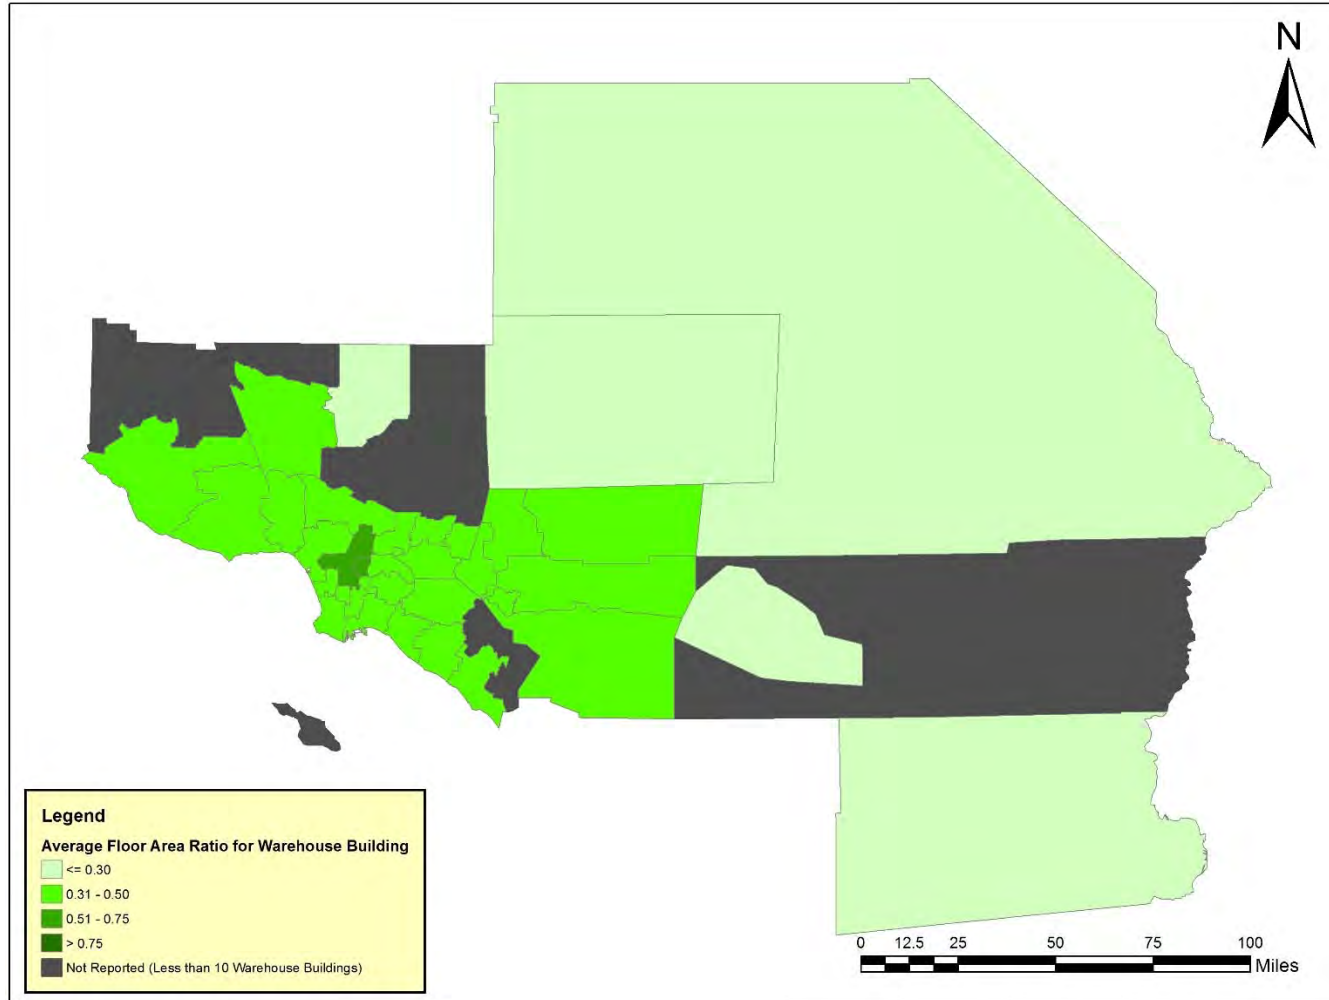 N
Legend
Average Floor Area Ratio for Warehouse Building
<= 0.30
0.31 - 0.50
0.51 - 0.75
> 0.75
Not Reported (Less than 10 Warehouse Buildings)
0 12.5 25 50 75 100
Miles